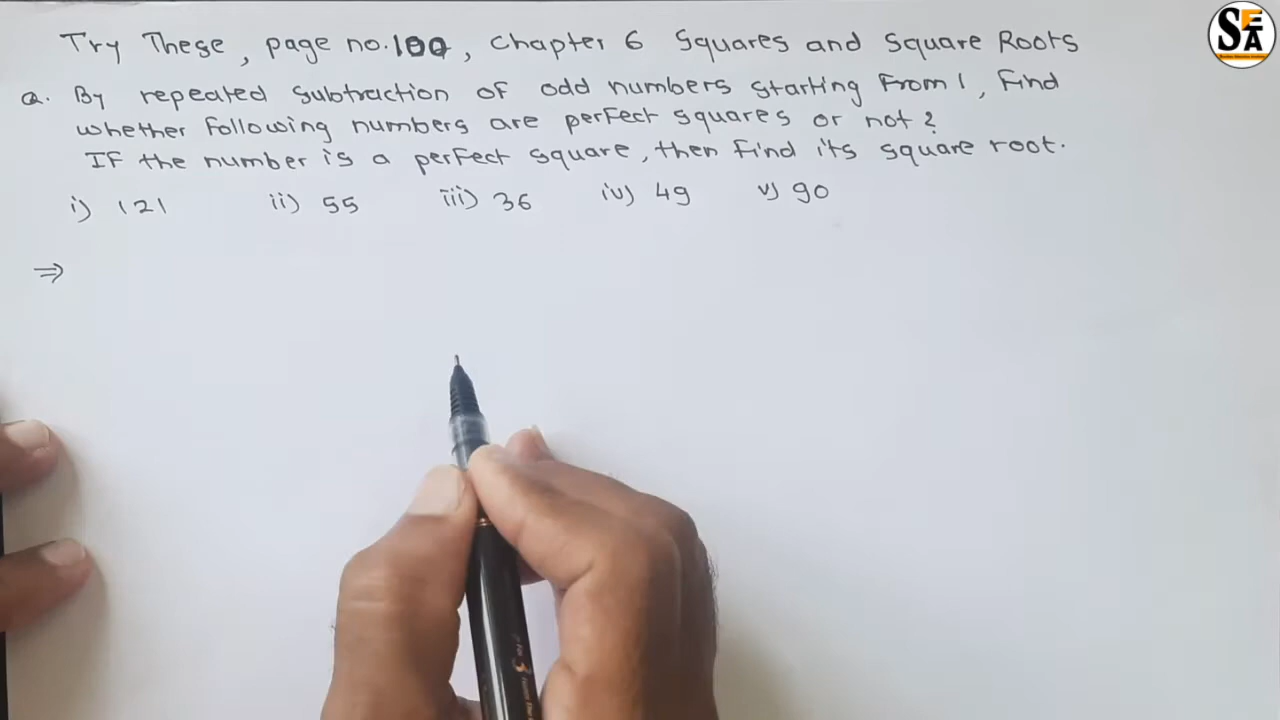 Try These, page no.100, Chapter 6 Squares and Square Roots
Q. By repeated subtraction of odd numbers starting from 1, find
whether following numbers are perfect squares or not?
If the number is a perfect square, then find its square root.
i) 121 ii) 55 iii) 36 iv) 49 v) 90
⇒
SEA